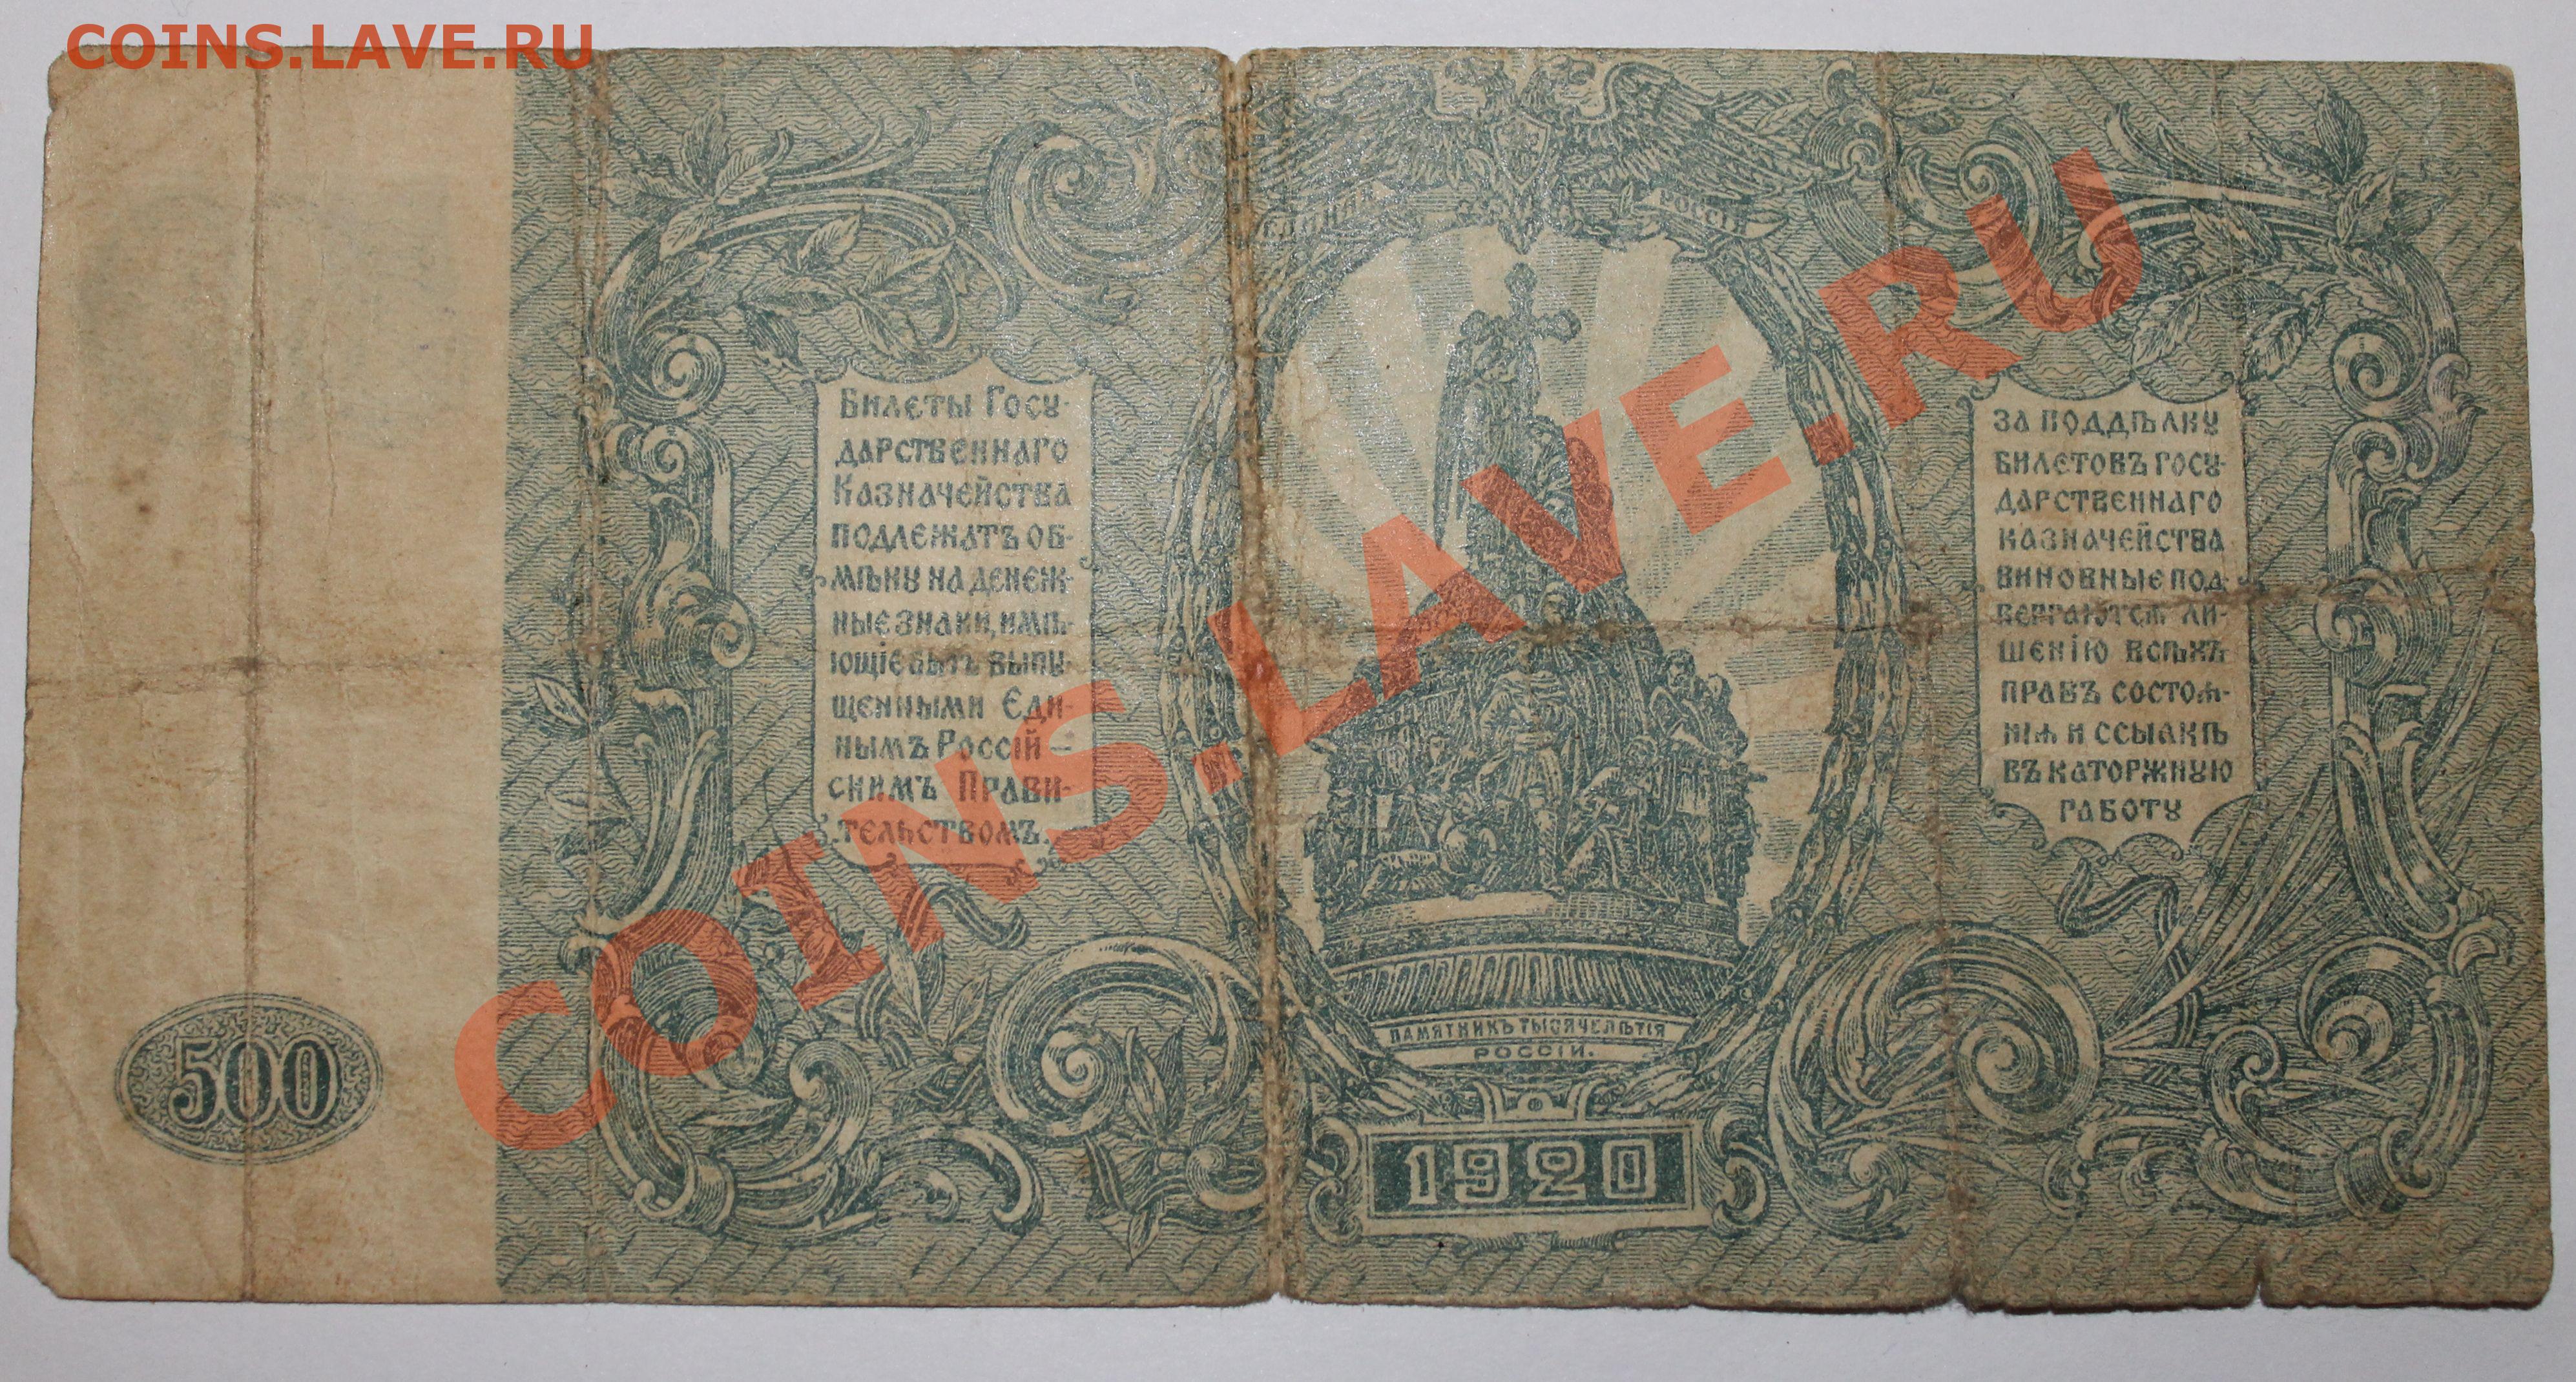 COINS.LAVE.RU
РОССІЯ
Билеты Госу-
дарственнаго
Казначейства
подлежатъ об-
мѣну на денеж-
ные знаки, имѣ-
ющіе быть выпу-
щенными Еди-
нымъ Россій-
скимъ Прави-
тельствомъ.
за поддѣлку
билетовъ госу-
дарственнаго
казначейства
виновные под-
вергаются ли-
шенію всѣхъ
правъ состоя-
нія и ссылкѣ
въ каторжную
работу
COINS.LAVE.RU
ПАМЯТНИКЪ ТЫСЯЧЕЛѢТІЯ
РОССІИ.
500
1920